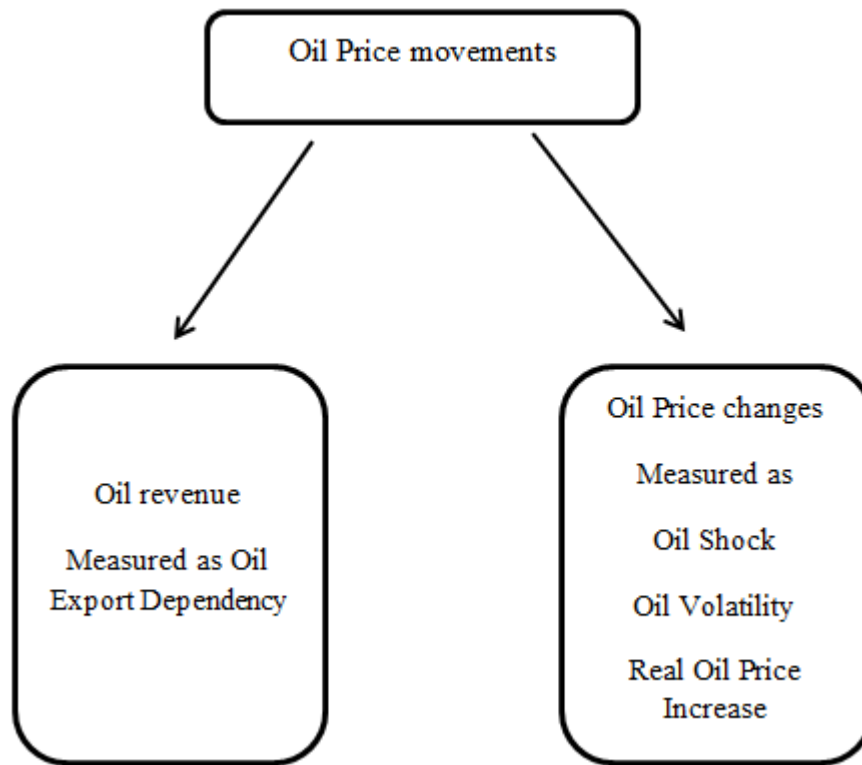 Oil Price movements
Oil revenue
Measured as Oil
Export Dependency
Oil Price changes
Measured as
Oil Shock
Oil Volatility
Real Oil Price
Increase